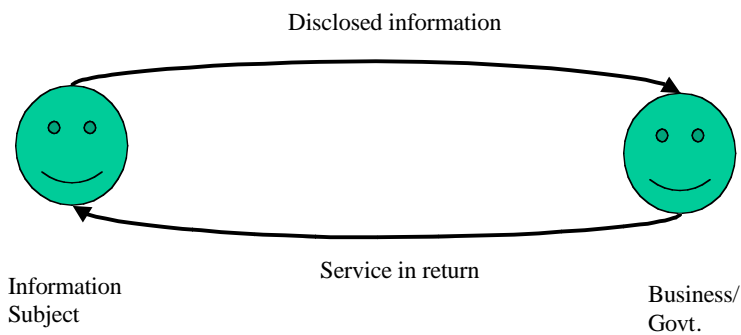 Disclosed information
Service in return
Information
Subject
Business/
Govt.